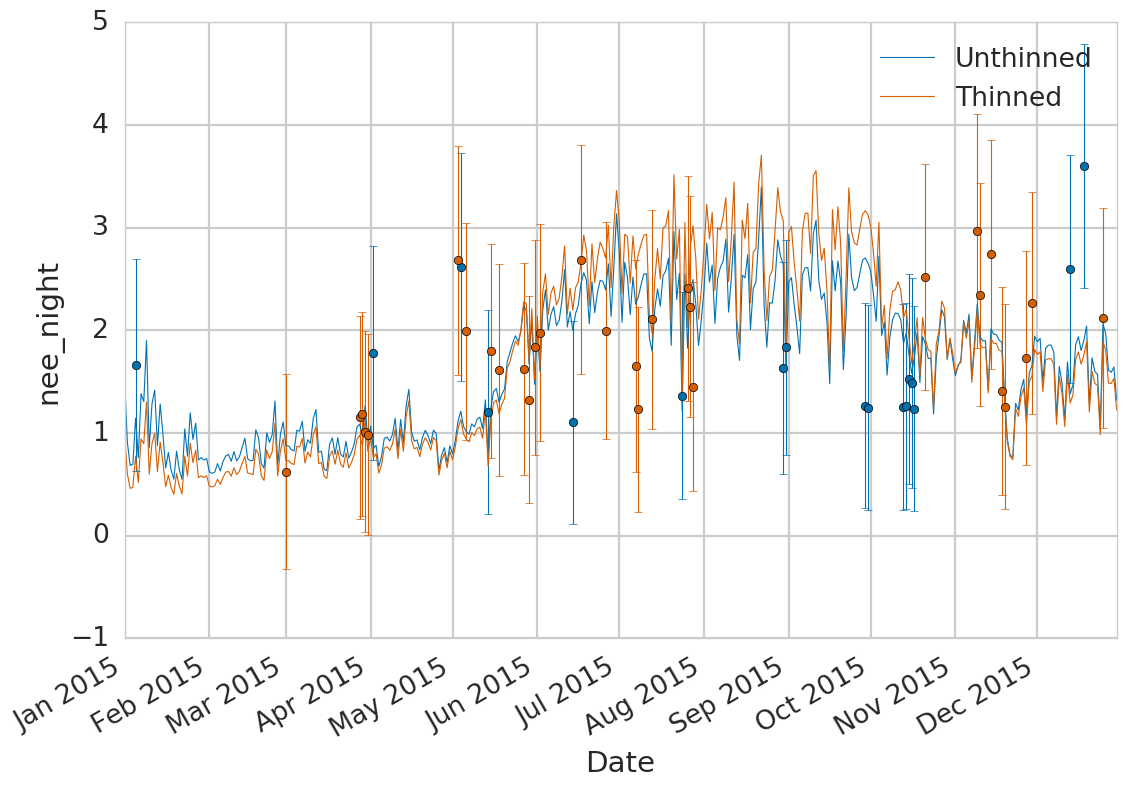 5
4
3
2
1
0
−1
nee_night
Unthinned
Thinned
Jan 2015
Feb 2015
Mar 2015
Apr 2015
May 2015
Jun 2015
Jul 2015
Aug 2015
Sep 2015
Oct 2015
Nov 2015
Dec 2015
Date